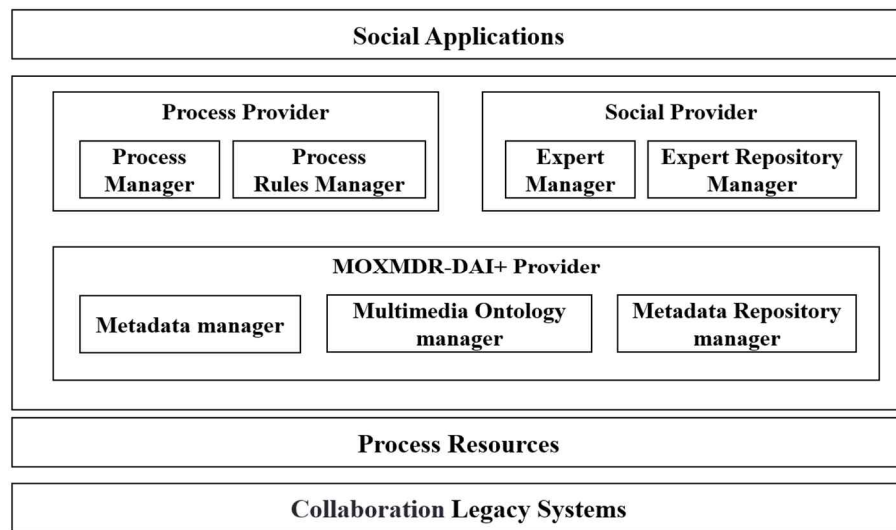 Social Applications
Process Provider
Social Provider
Process
Manager
Process
Rules Manager
Expert
Manager
Expert Repository
Manager
MOXMDR-DAI+ Provider
Metadata manager
Multimedia Ontology
manager
Metadata Repository
manager
Process Resources
Collaboration Legacy Systems